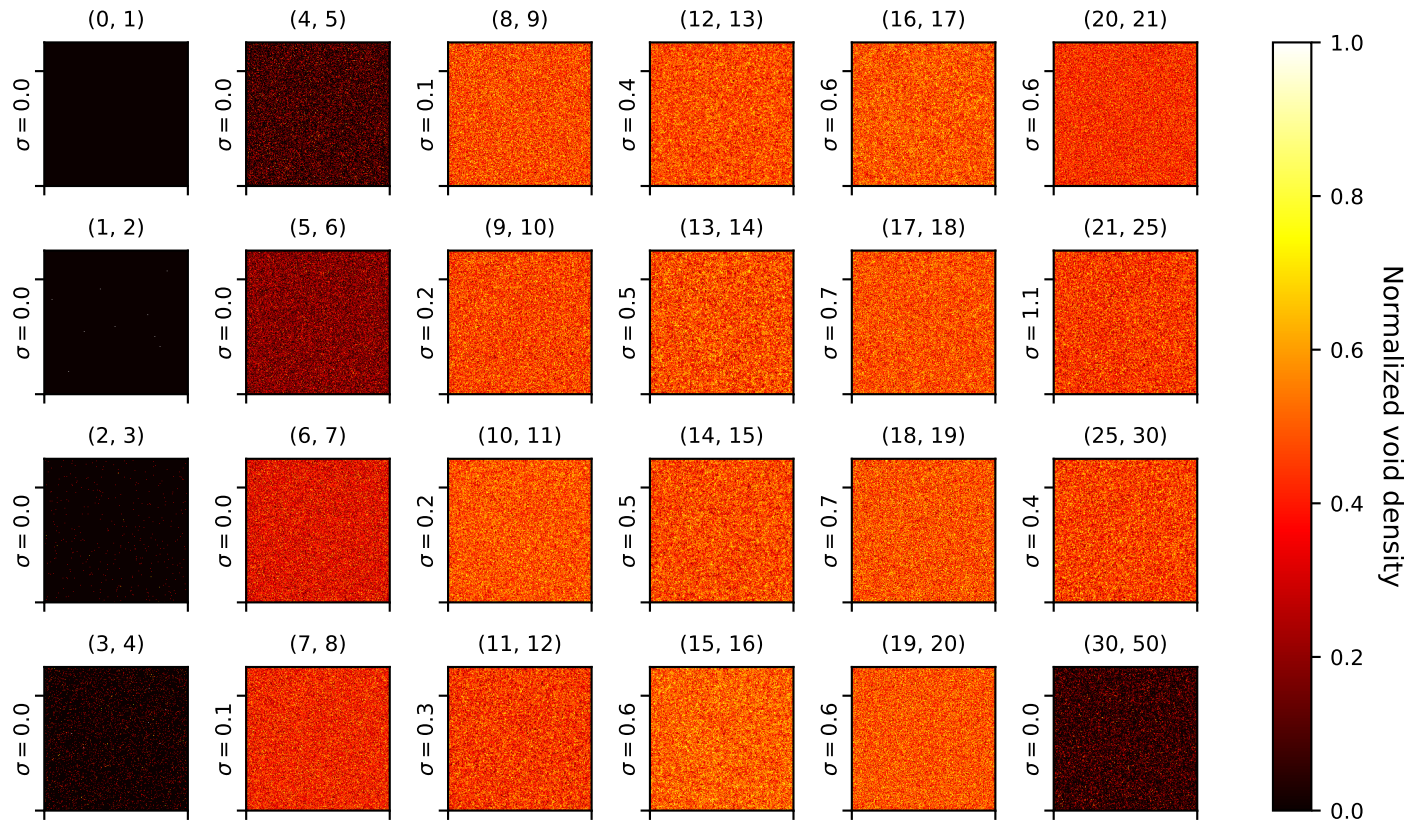 (0, 1)
(4, 5)
(8, 9)
(12, 13)
(16, 17)
(20, 21)
σ = 0.0
σ = 0.0
σ = 0.1
σ = 0.4
σ = 0.6
σ = 0.6
(1, 2)
(5, 6)
(9, 10)
(13, 14)
(17, 18)
(21, 25)
σ = 0.0
σ = 0.0
σ = 0.2
σ = 0.5
σ = 0.7
σ = 1.1
(2, 3)
(6, 7)
(10, 11)
(14, 15)
(18, 19)
(25, 30)
σ = 0.0
σ = 0.0
σ = 0.2
σ = 0.5
σ = 0.7
σ = 0.4
(3, 4)
(7, 8)
(11, 12)
(15, 16)
(19, 20)
(30, 50)
σ = 0.0
σ = 0.1
σ = 0.3
σ = 0.6
σ = 0.6
σ = 0.0
1.0
0.8
0.6
0.4
0.2
0.0
Normalized void density